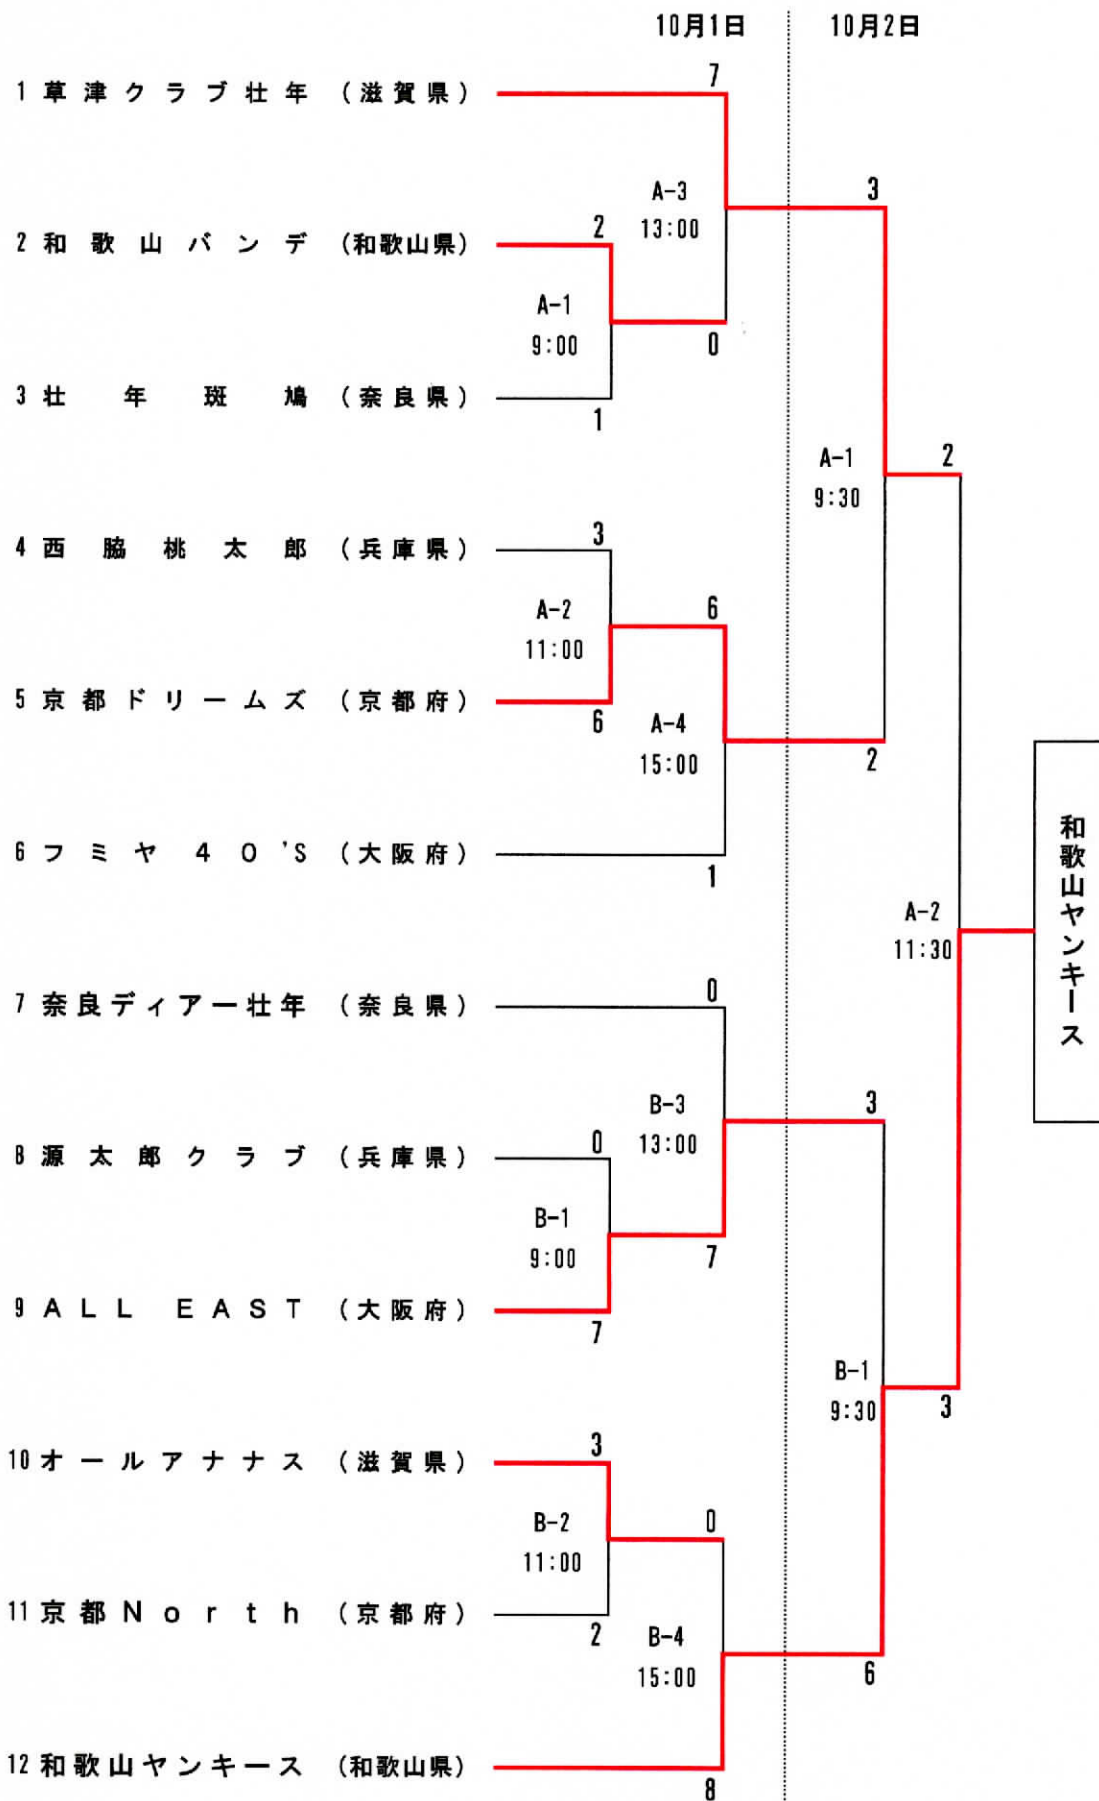 10月1日 10月2日
7
1 草津クラブ壮年 (滋賀県)
A-3
13:00
3
2
2 和歌山バンデ (和歌山県)
A-1
9:00
0
3 壮年斑鳩 (奈良県)
1
A-1
9:30
2
3
4 西脇桃太郎 (兵庫県)
A-2
11:00
6
5 京都ドリームズ (京都府)
6
A-4
15:00
2
6 フミヤ40'S (大阪府)
1
和歌山ヤンキース
A-2
11:30
0
7 奈良ディアー壮年 (奈良県)
B-3
13:00
3
0
8 源太郎クラブ (兵庫県)
B-1
9:00
7
9 ALL EAST (大阪府)
7
B-1
9:30
3
3
10 オールアナナス (滋賀県)
B-2
11:00
0
11 京都North (京都府)
2
B-4
15:00
6
12 和歌山ヤンキース (和歌山県)
8